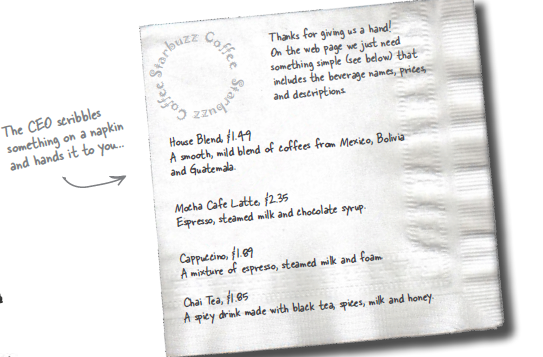 Starbuzz Coffee Starbuzz Coffee
Thanks for giving us a hand!
On the web page we just need
something simple (see below) that
includes the beverage names, prices,
and descriptions.
The CEO scribbles
something on a napkin
and hands it to you...
House Blend, $1.49
A smooth, mild blend of coffees from Mexico, Bolivia
and Guatemala.
Mocha Cafe Latte, $2.35
Espresso, steamed milk and chocolate syrup.
Cappuccino, $1.89
A mixture of espresso, steamed milk and foam.
Chai Tea, $1.85
A spicy drink made with black tea, spices, milk and honey.